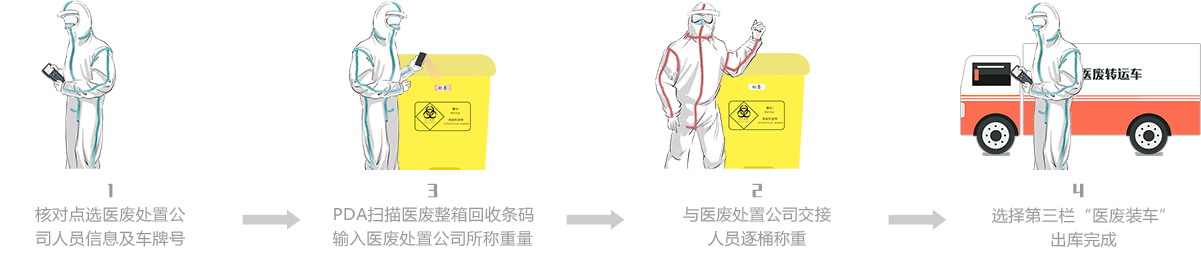 标签
标签
医废转运车
1
核对点选医废处置公
司人员信息及车牌号
3
PDA扫描医废整箱回收条码
输入医废处置公司所称重量
2
与医废处置公司交接
人员逐桶称重
4
选择第三栏“医废装车”
出库完成